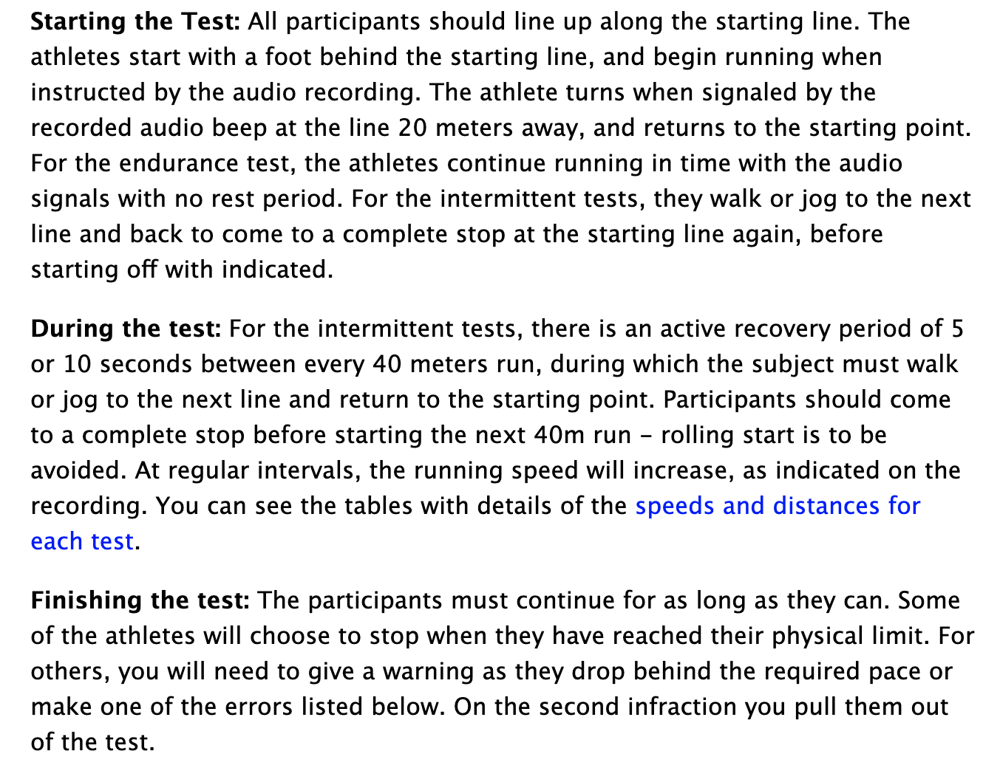 Starting the Test: All participants should line up along the starting line. The
athletes start with a foot behind the starting line, and begin running when
instructed by the audio recording. The athlete turns when signaled by the
recorded audio beep at the line 20 meters away, and returns to the starting point.
For the endurance test, the athletes continue running in time with the audio
signals with no rest period. For the intermittent tests, they walk or jog to the next
line and back to come to a complete stop at the starting line again, before
starting off with indicated.
During the test: For the intermittent tests, there is an active recovery period of 5
or 10 seconds between every 40 meters run, during which the subject must walk
or jog to the next line and return to the starting point. Participants should come
to a complete stop before starting the next 40m run – rolling start is to be
avoided. At regular intervals, the running speed will increase, as indicated on the
recording. You can see the tables with details of the speeds and distances for
each test.
Finishing the test: The participants must continue for as long as they can. Some
of the athletes will choose to stop when they have reached their physical limit. For
others, you will need to give a warning as they drop behind the required pace or
make one of the errors listed below. On the second infraction you pull them out
of the test.